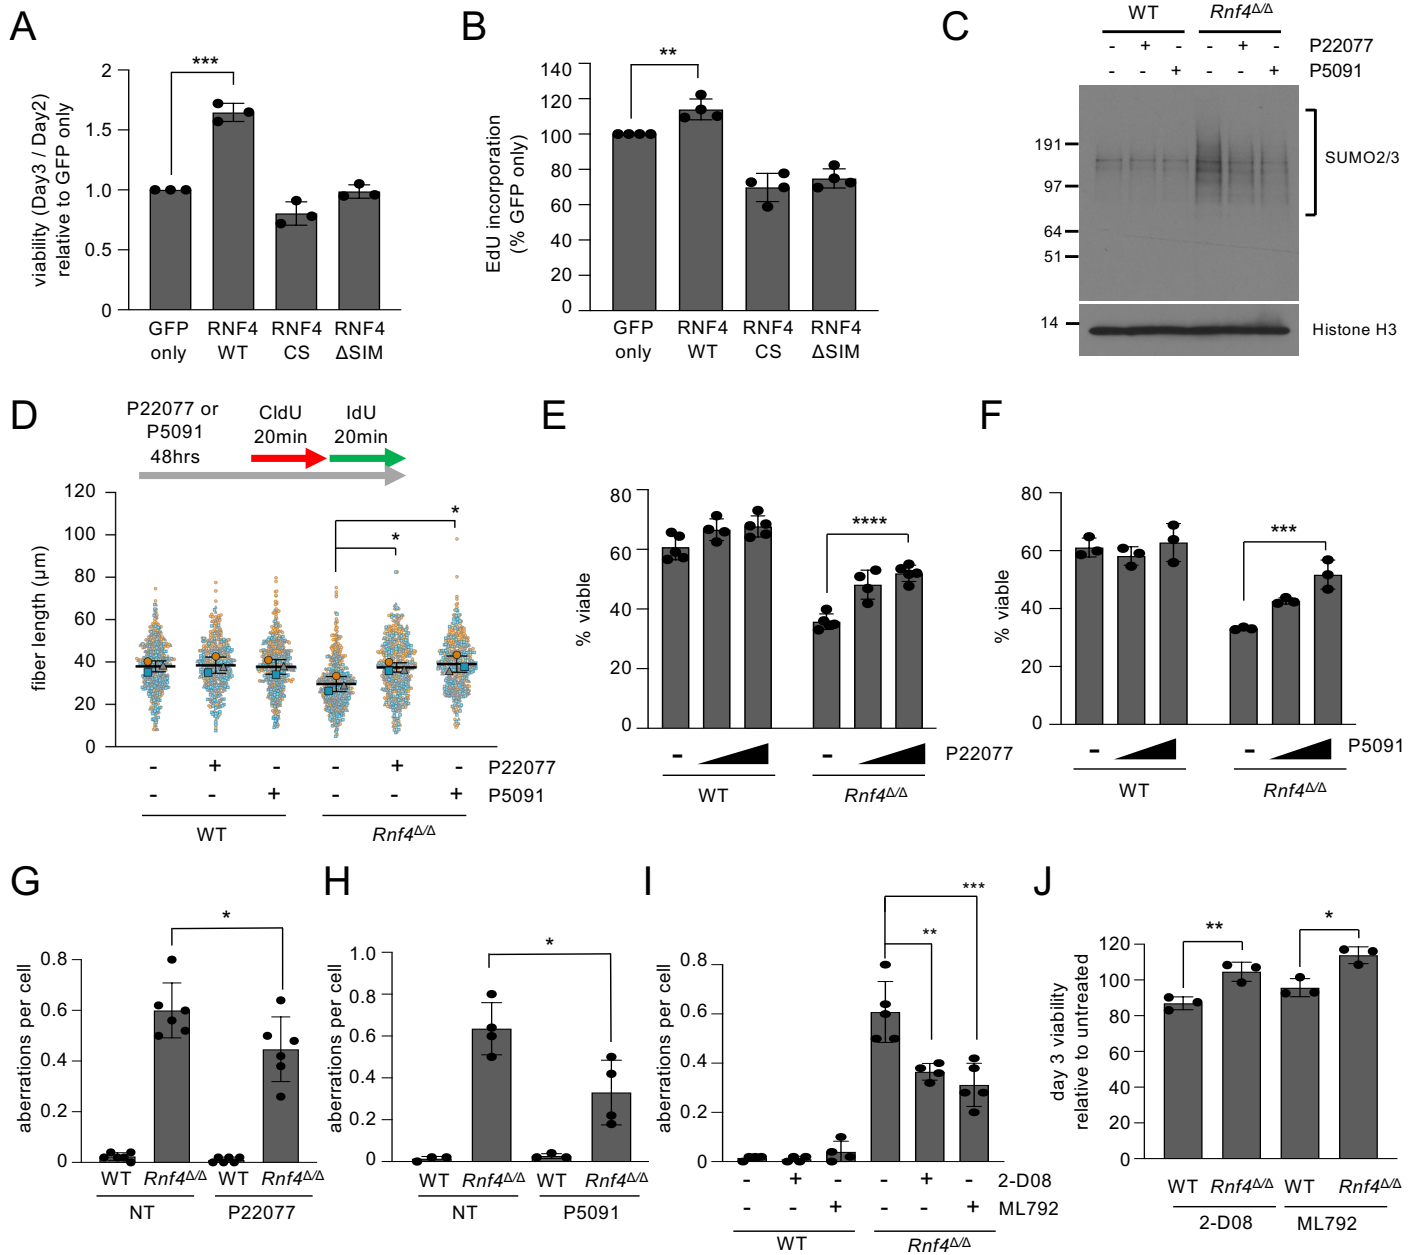 A
***
viability (Day3 / Day2)
relative to GFP only
2
1.5
1.0
0.5
0
GFP only
RNF4 WT
RNF4 CS
RNF4 ΔSIM
B
**
EdU incorporation
(% GFP only)
140
120
100
80
60
40
20
0
GFP only
RNF4 WT
RNF4 CS
RNF4 ΔSIM
C
WT Rnf4Δ/Δ
- + - - + - P22077
- - + - - + P5091
191
97
64
51
14
SUMO2/3
Histone H3
D
P22077 or
P5091
48hrs
CldU
20min
IdU
20min
fiber length (µm)
120
100
80
60
40
20
0
*
*
- + - - + - P22077
- - + - - + P5091
WT Rnf4Δ/Δ
E
% viable
80
60
40
20
0
****
- - P22077
WT Rnf4Δ/Δ
F
% viable
80
60
40
20
0
***
- - P5091
WT Rnf4Δ/Δ
G
aberrations per cell
0.8
0.6
0.4
0.2
0
*
WT Rnf4Δ/Δ WT Rnf4Δ/Δ
NT P22077
H
aberrations per cell
1.0
0.8
0.6
0.4
0.2
0
*
WT Rnf4Δ/Δ WT Rnf4Δ/Δ
NT P5091
I
aberrations per cell
0.8
0.6
0.4
0.2
0
***
**
- + - - + - 2-D08
- - + - - + ML792
WT Rnf4Δ/Δ
J
day 3 viability
relative to untreated
120
100
80
60
40
20
0
**
*
WT Rnf4Δ/Δ WT Rnf4Δ/Δ
2-D08 ML792